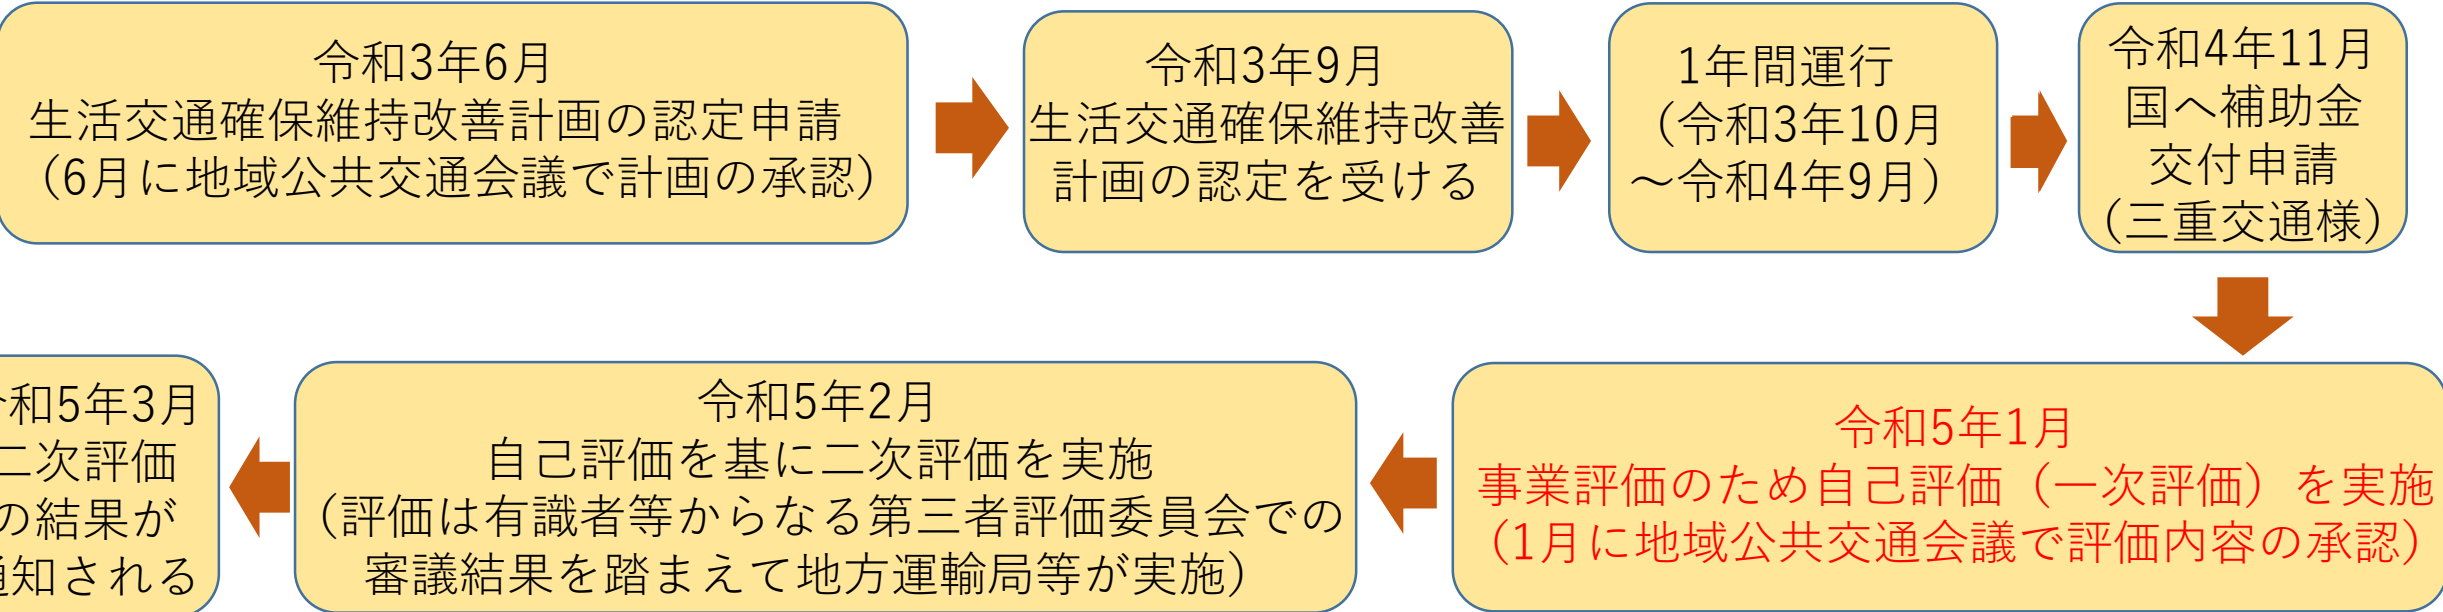 令和3年6月
生活交通確保維持改善計画の認定申請
（6月に地域公共交通会議で計画の承認）
令和3年9月
生活交通確保維持改善
計画の認定を受ける
1年間運行
（令和3年10月
～令和4年9月）
令和4年11月
国へ補助金
交付申請
（三重交通様）
令和5年1月
事業評価のため自己評価（一次評価）を実施
（1月に地域公共交通会議で評価内容の承認）
令和5年2月
自己評価を基に二次評価を実施
（評価は有識者等からなる第三者評価委員会での
審議結果を踏まえて地方運輸局等が実施）
令和5年3月
二次評価
の結果が
通知される